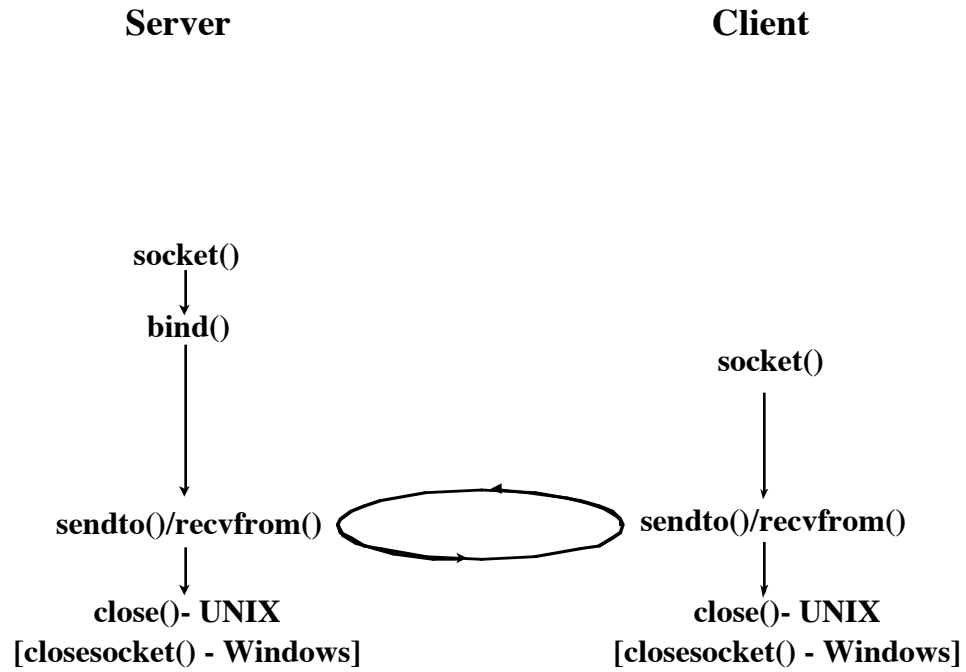 Server
Client
socket()
bind()
socket()
sendto()/recvfrom()
sendto()/recvfrom()
close()- UNIX
[closesocket() - Windows]
close()- UNIX
[closesocket() - Windows]